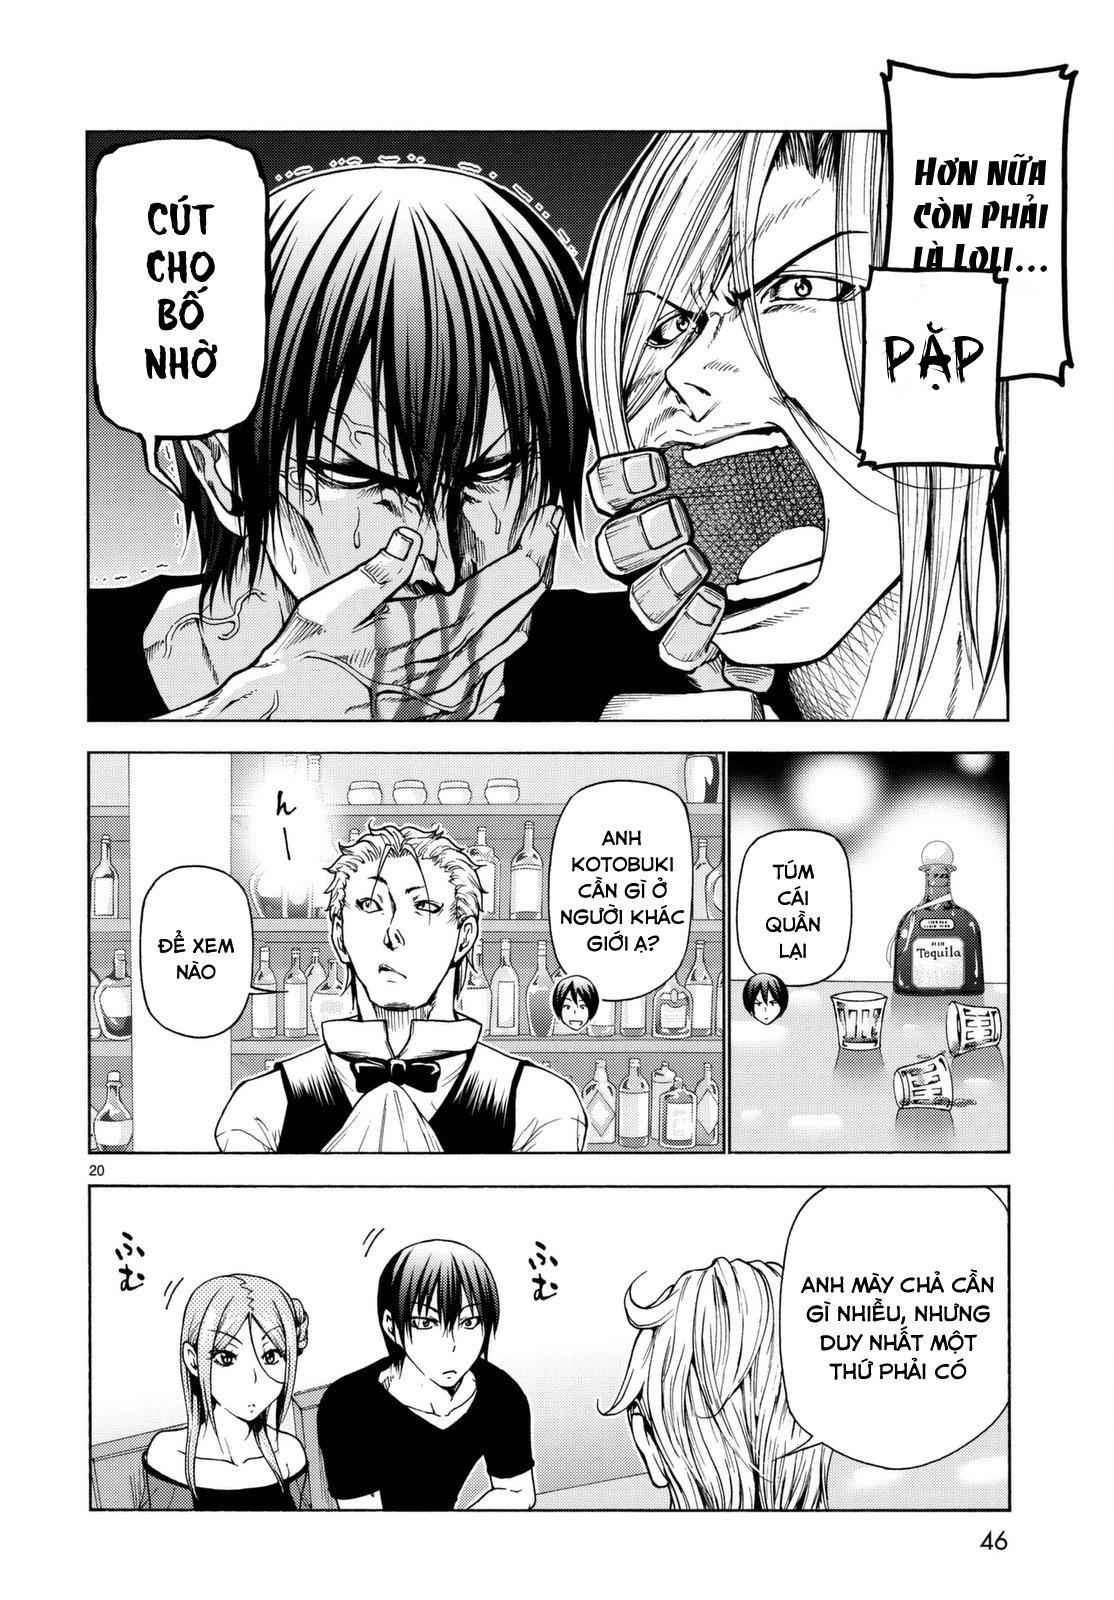 HƠN NỮA
CÒN PHẢI
LÀ LOLI...
PẶP
CÚT
CHO
BỐ
NHỜ
TÚM
CÁI
QUẦN
LẠI
Tequila
ANH
KOTOBUKI
CẦN GÌ Ở
NGƯỜI KHÁC
GIỚI Ạ?
んー
ĐỂ XEM
NÀO
20
ANH MÀY CHẢ CẦN
GÌ NHIỀU, NHƯNG
DUY NHẤT MỘT
THỨ PHẢI CÓ
ふむ
ふむ
46